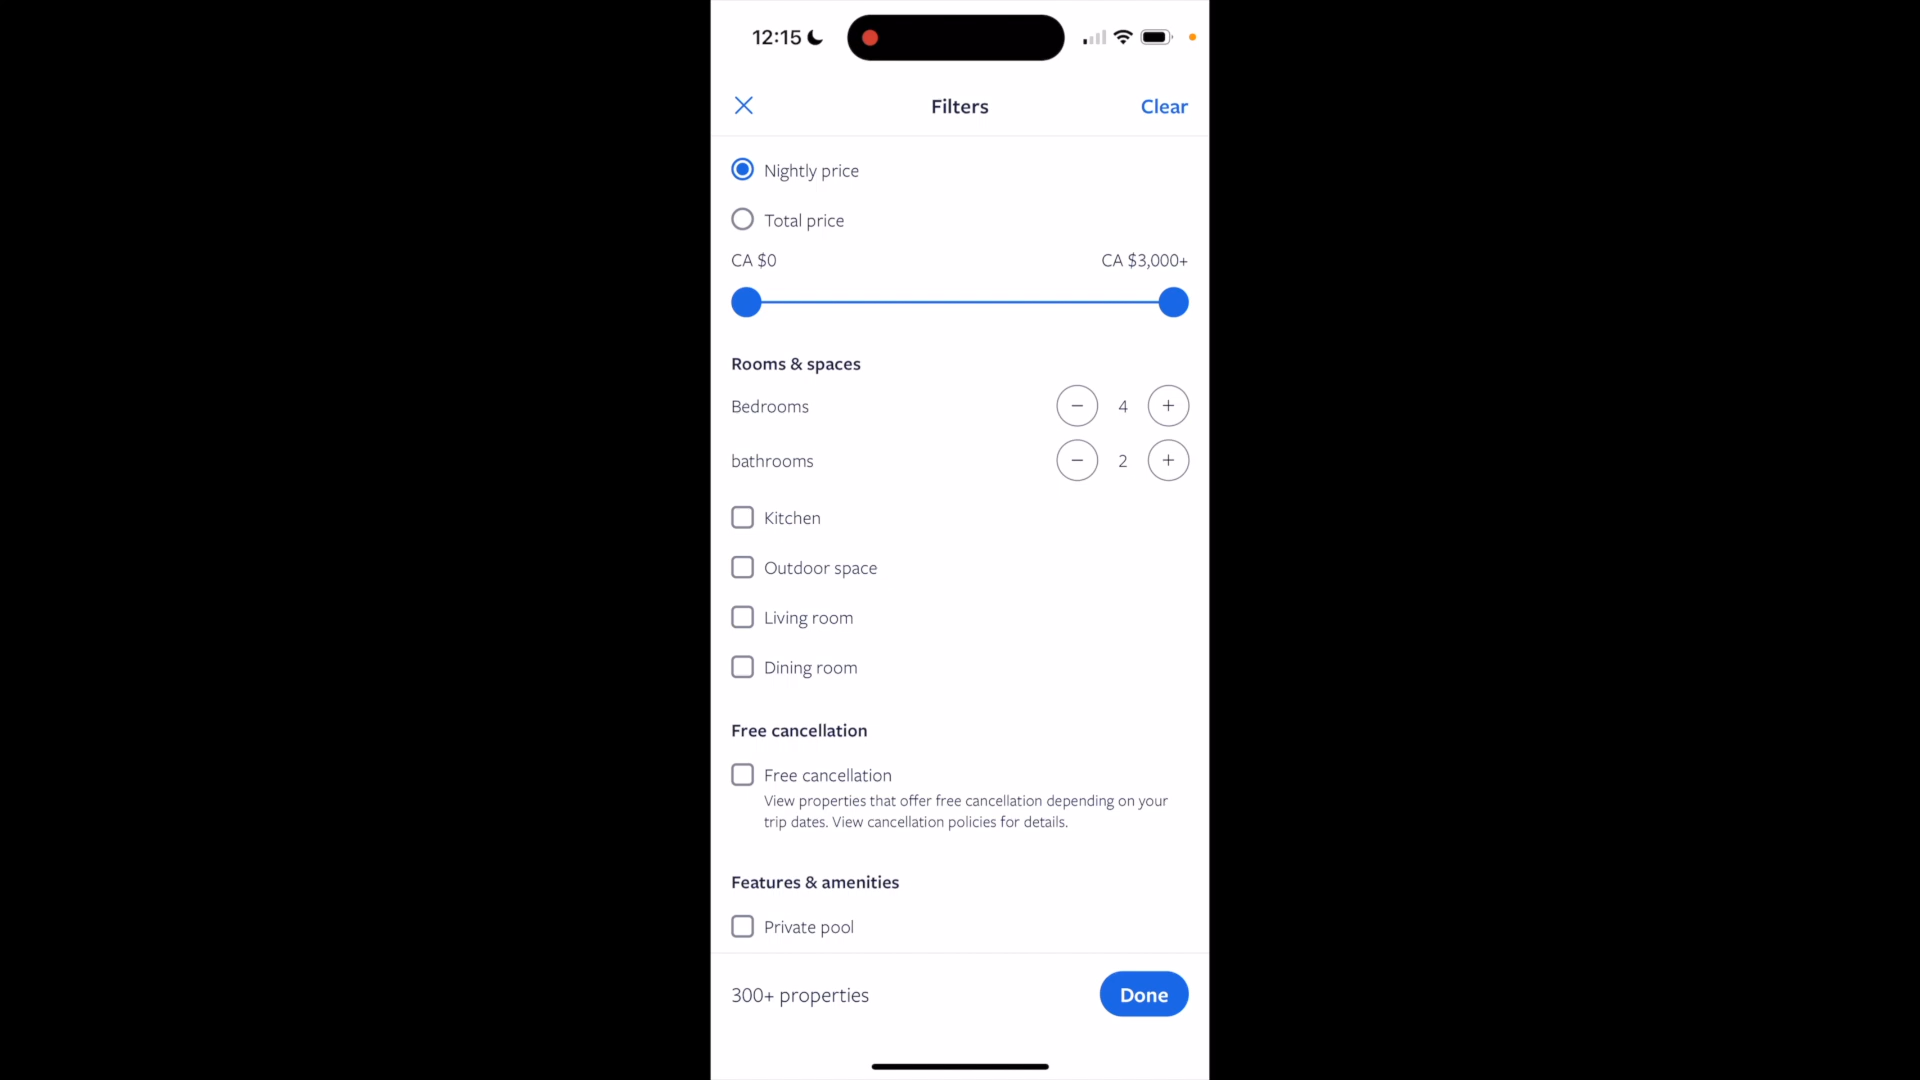 12:15
Filters
Clear
Nightly price
Total price
CA $0
CA $3,000+
Rooms & spaces
Bedrooms
4
bathrooms
2
Kitchen
Outdoor space
Living room
Dining room
Free cancellation
Free cancellation
View properties that offer free cancellation depending on your
trip dates. View cancellation policies for details.
Features & amenities
Private pool
300+ properties
Done